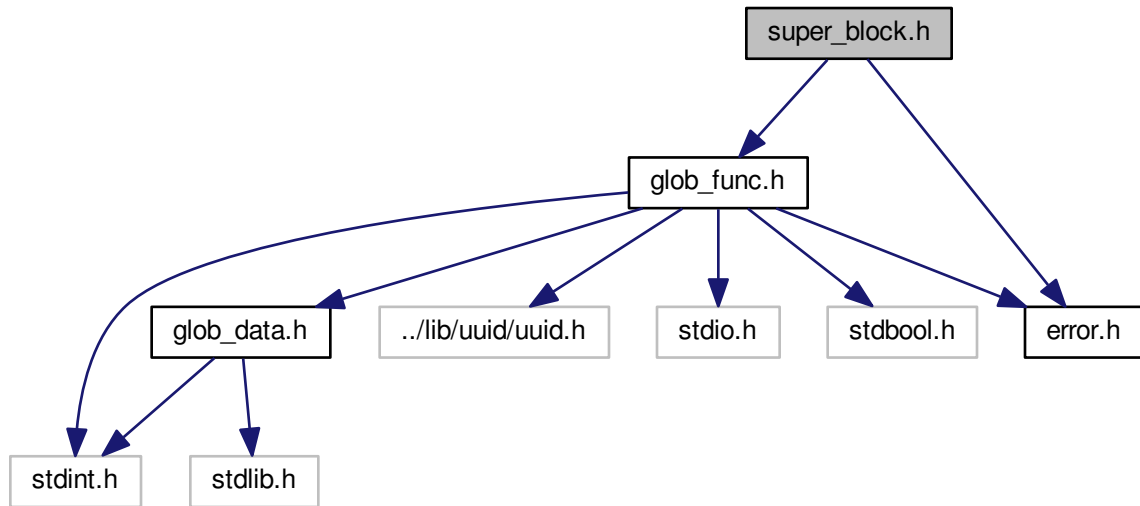 super_block.h
glob_func.h
glob_data.h
../lib/uuid/uuid.h
stdio.h
stdbool.h
error.h
stdint.h
stdlib.h